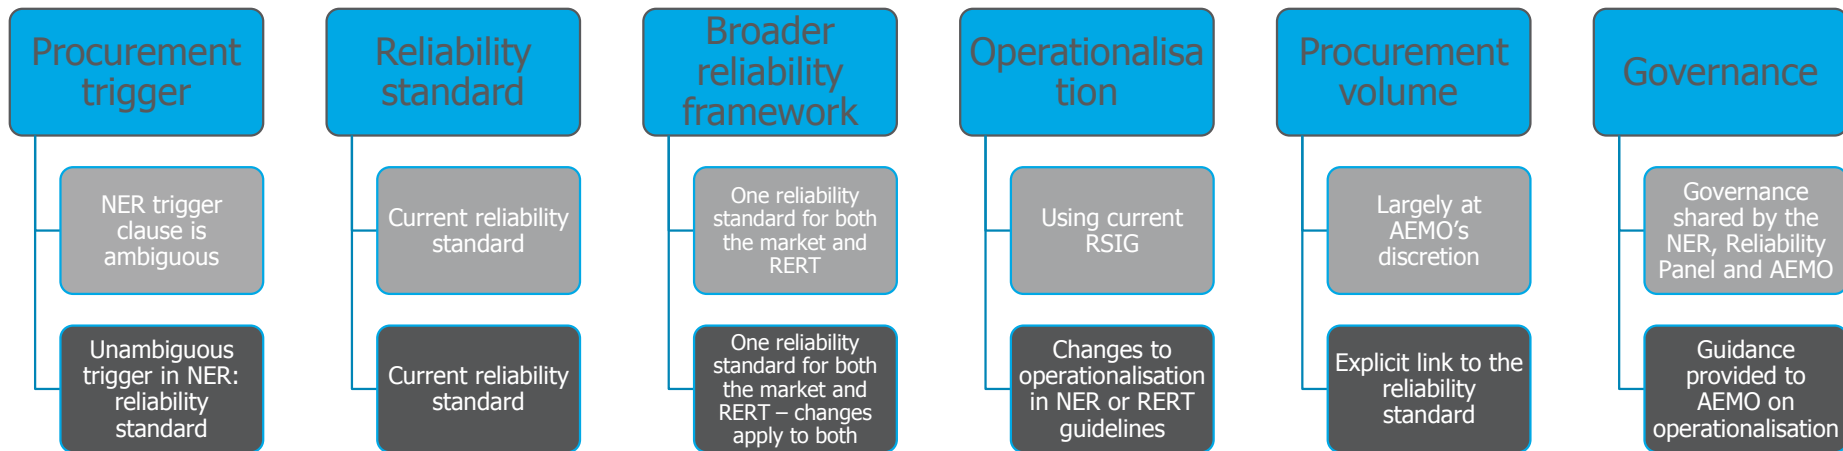 Procurement
trigger
Reliability
standard
Broader
reliability
framework
Operationalisa
tion
Procurement
volume
Governance
NER trigger
clause is
ambiguous
Current reliability
standard
One reliability
standard for both
the market and
RERT
Using current
RSIG
Largely at
AEMO’s
discretion
Governance
shared by the
NER, Reliability
Panel and AEMO
Unambiguous
trigger in NER:
reliability
standard
Current reliability
standard
One reliability
standard for both
the market and
RERT – changes
apply to both
Changes to
operationalisation
in NER or RERT
guidelines
Explicit link to the
reliability
standard
Guidance
provided to
AEMO on
operationalisation